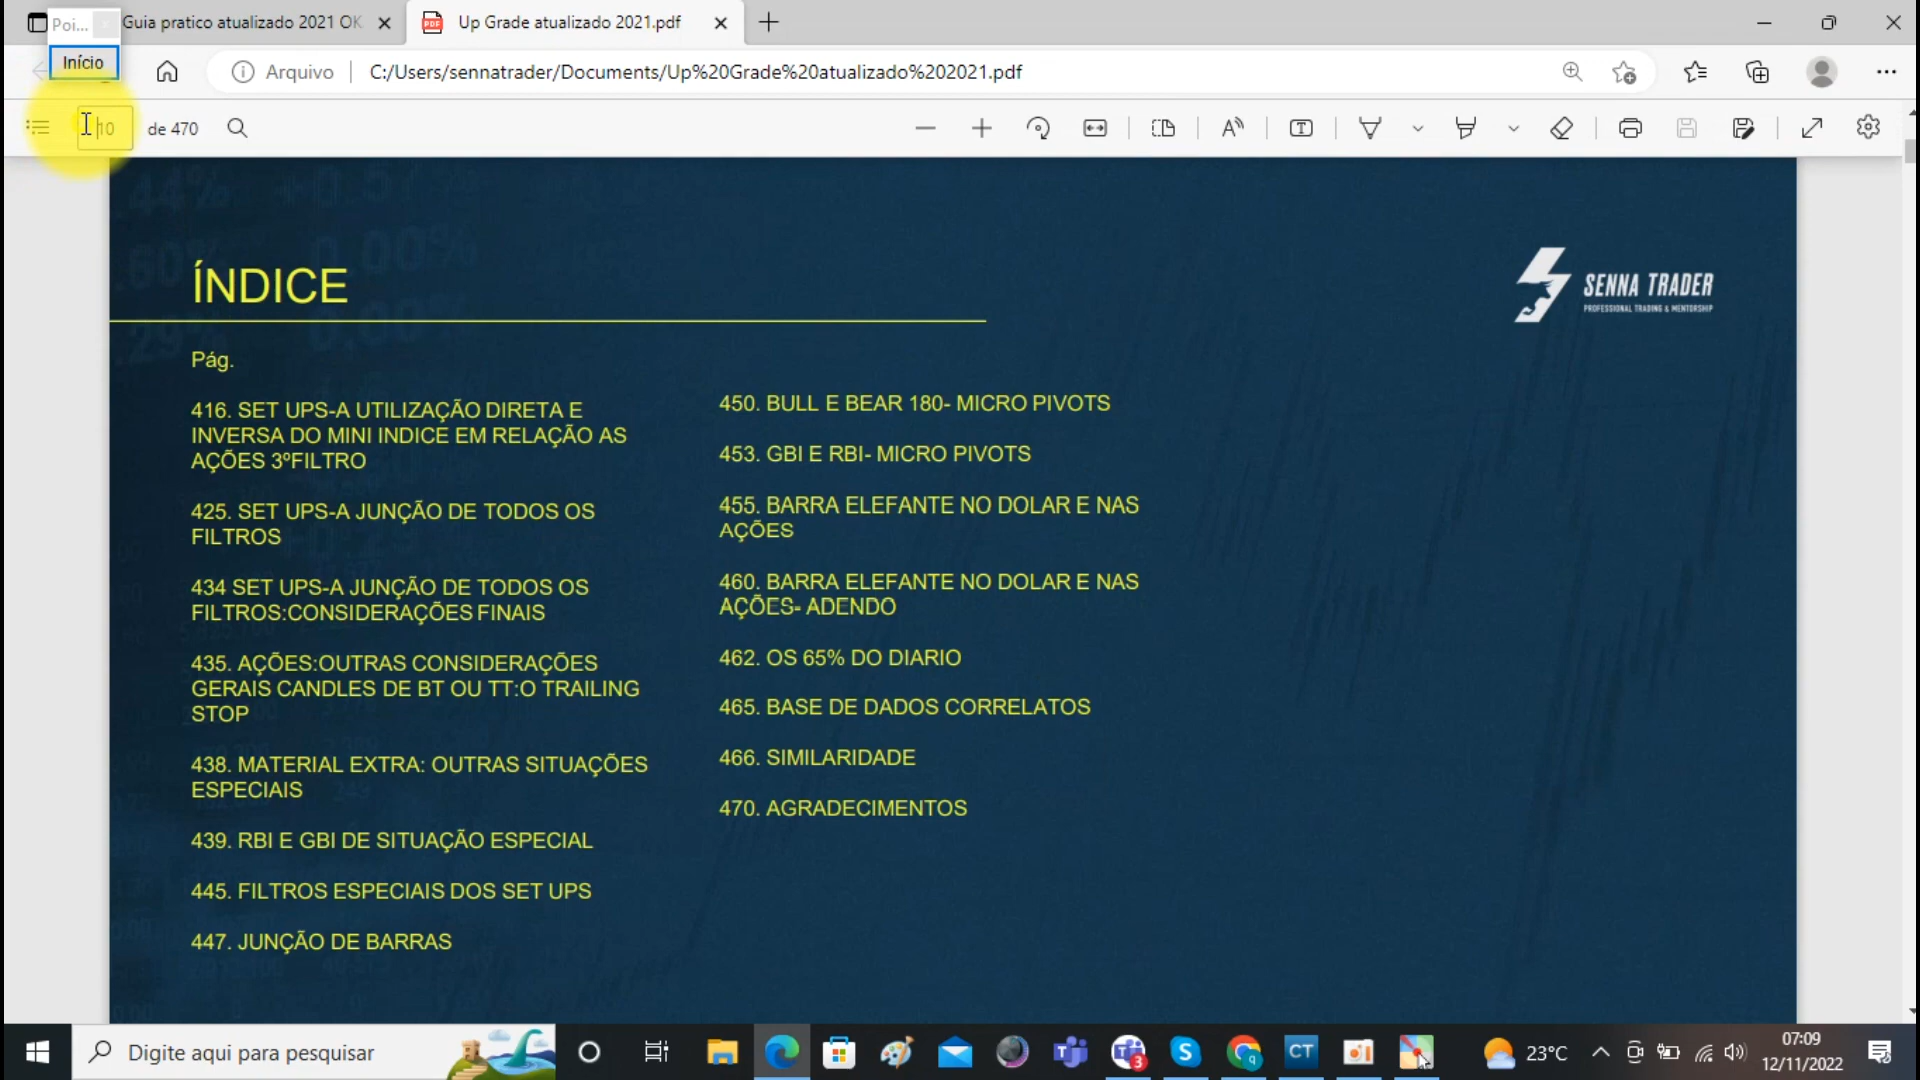 Poi...
Guia pratico atualizado 2021 OK
Up Grade atualizado 2021.pdf
Início
Arquivo
C:/Users/sennatrader/Documents/Up%20Grade%20atualizado%202021.pdf
10
de 470
ÍNDICE
SENNA TRADER
PROFESSIONAL TRADING & MENTORSHIP
Pág.
416. SET UPS-A UTILIZAÇÃO DIRETA E
INVERSA DO MINI INDICE EM RELAÇÃO AS
AÇÕES 3ºFILTRO
425. SET UPS-A JUNÇÃO DE TODOS OS
FILTROS
434 SET UPS-A JUNÇÃO DE TODOS OS
FILTROS:CONSIDERAÇÕES FINAIS
435. AÇÕES:OUTRAS CONSIDERAÇÕES
GERAIS CANDLES DE BT OU TT:O TRAILING
STOP
438. MATERIAL EXTRA: OUTRAS SITUAÇÕES
ESPECIAIS
439. RBI E GBI DE SITUAÇÃO ESPECIAL
445. FILTROS ESPECIAIS DOS SET UPS
447. JUNÇÃO DE BARRAS
450. BULL E BEAR 180- MICRO PIVOTS
453. GBI E RBI- MICRO PIVOTS
455. BARRA ELEFANTE NO DOLAR E NAS
AÇÕES
460. BARRA ELEFANTE NO DOLAR E NAS
AÇÕES- ADENDO
462. OS 65% DO DIARIO
465. BASE DE DADOS CORRELATOS
466. SIMILARIDADE
470. AGRADECIMENTOS
Digite aqui para pesquisar
3
CT
23°C
07:09
12/11/2022